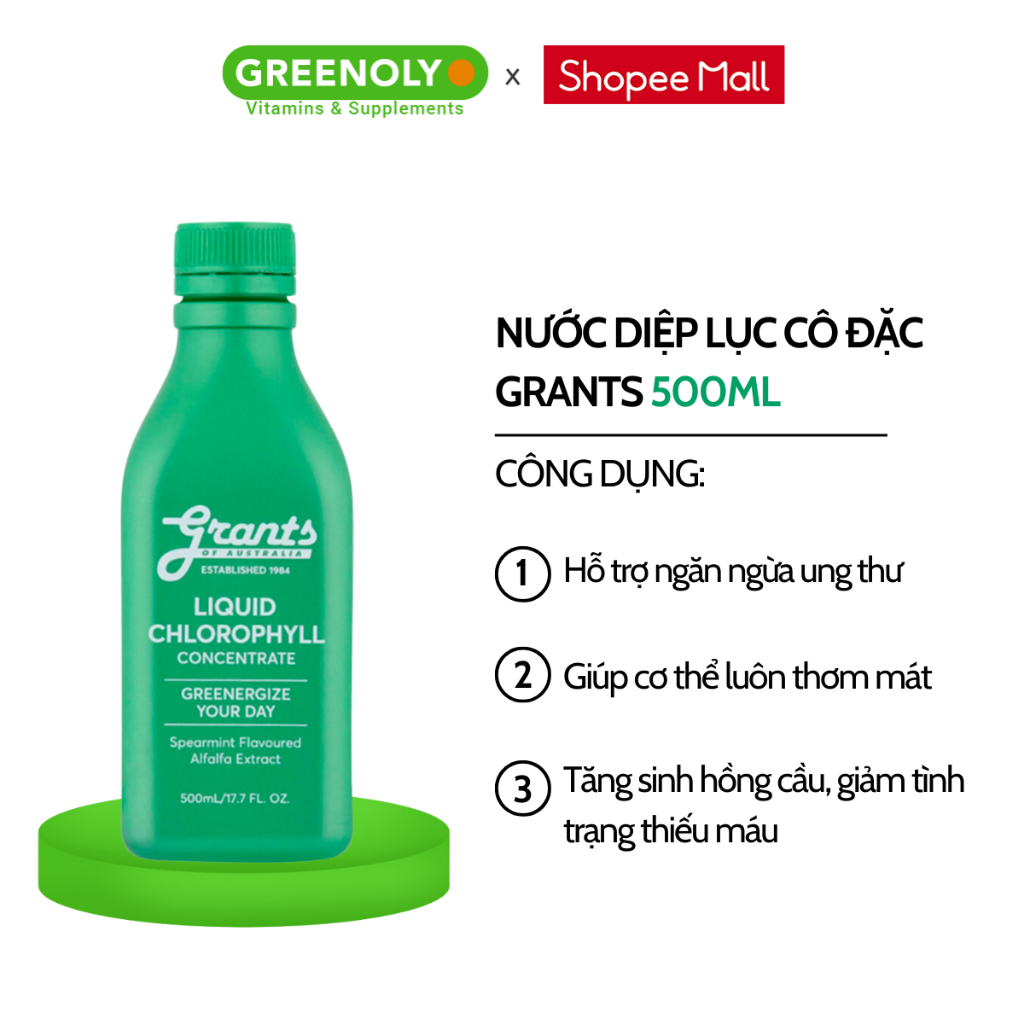 GREENOLY
Vitamins & Supplements
x
Shopee Mall
NƯỚC DIỆP LỤC CÔ ĐẶC
GRANTS 500ML
CÔNG DỤNG:
1 Hỗ trợ ngăn ngừa ung thư
2 Giúp cơ thể luôn thơm mát
3 Tăng sinh hồng cầu, giảm tình
trạng thiếu máu
grants
OF AUSTRALIA
ESTABLISHED 1984
LIQUID
CHLOROPHYLL
CONCENTRATE
GREENERGIZE
YOUR DAY
Spearmint Flavoured
Alfalfa Extract
500mL/17.7 FL. OZ.